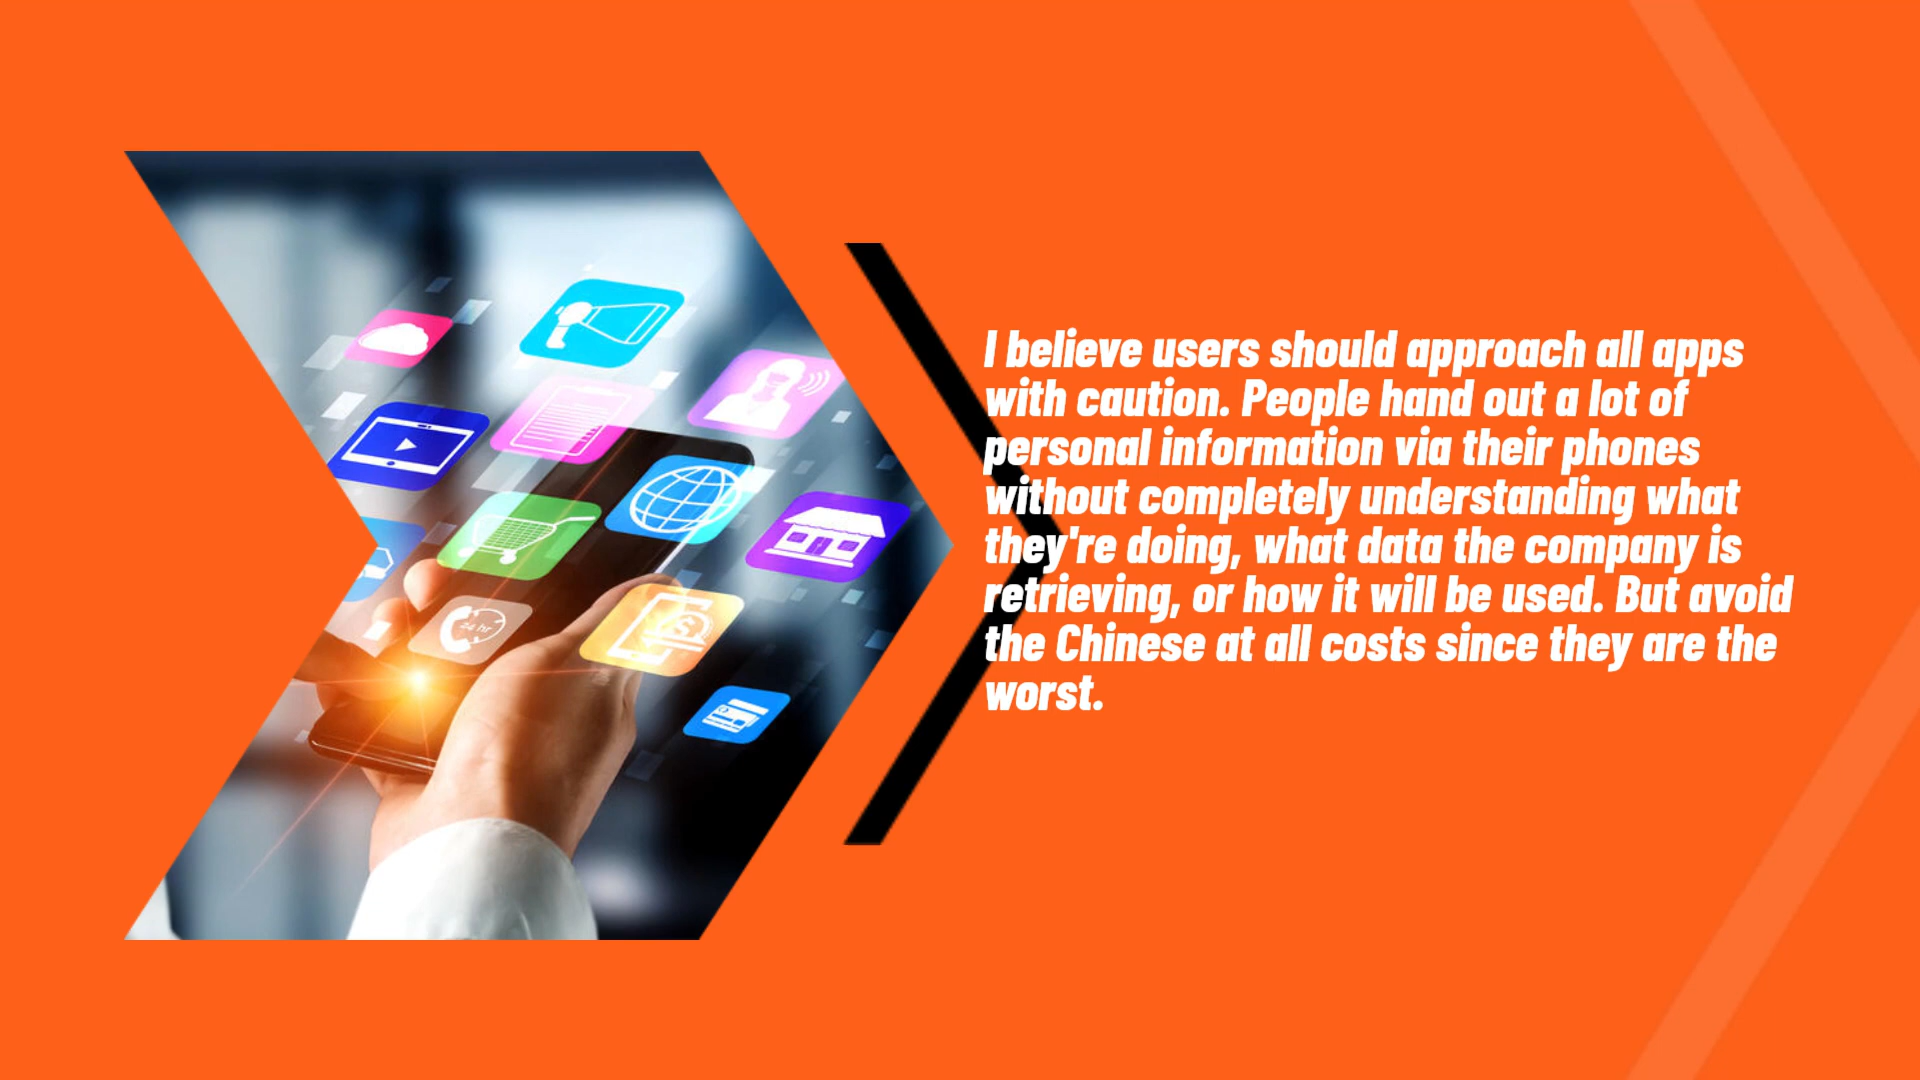 I believe users should approach all apps
with caution. People hand out a lot of
personal information via their phones
without completely understanding what
they're doing, what data the company is
retrieving, or how it will be used. But avoid
the Chinese at all costs since they are the
worst.
24 hr